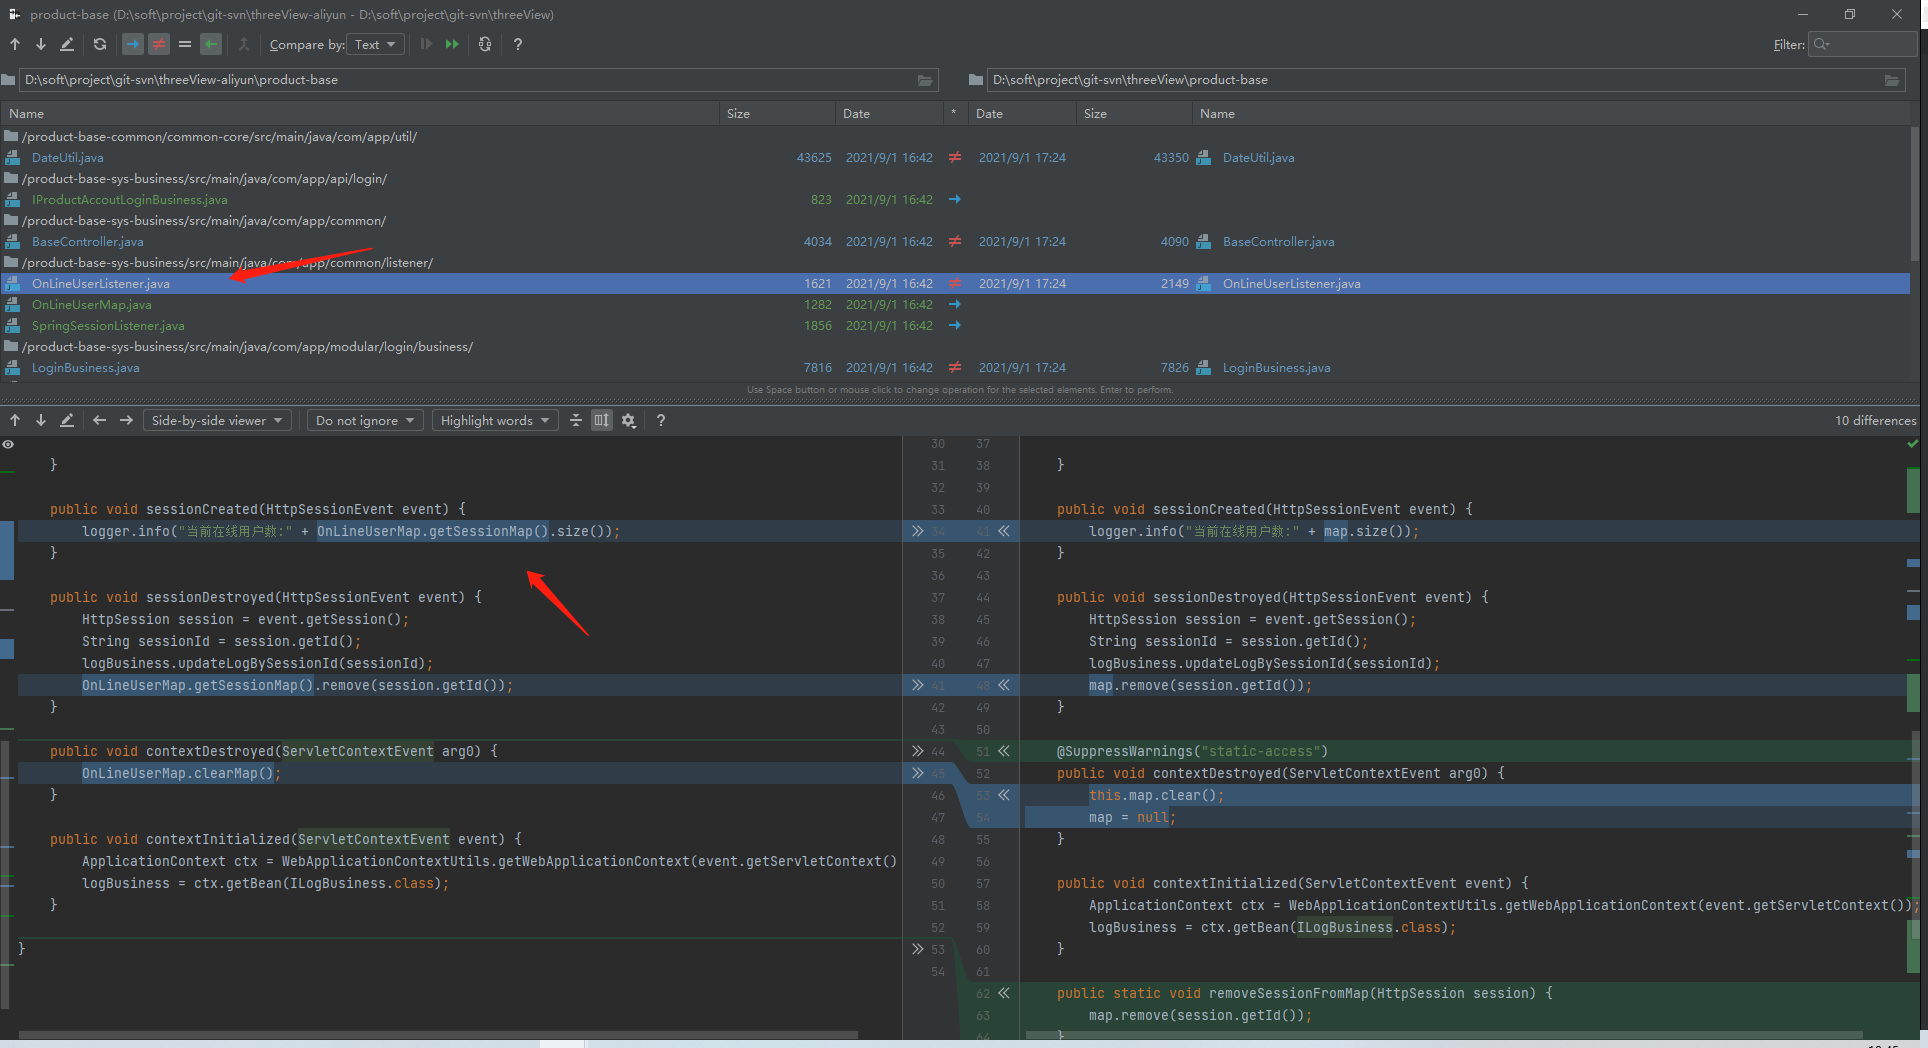 product-base (D:\soft\project\git-svn\threeView-aliyun - D:\soft\project\git-svn\threeView)
Compare by: Text
?
Filter:
D:\soft\project\git-svn\threeView-aliyun\product-base
D:\soft\project\git-svn\threeView\product-base
Name Size Date * Date Size Name
/product-base-common/common-core/src/main/java/com/app/util/
DateUtil.java 43625 2021/9/1 16:42 ≠ 2021/9/1 17:24 43350 DateUtil.java
/product-base-sys-business/src/main/java/com/app/api/login/
IProductAccoutLoginBusiness.java 823 2021/9/1 16:42 →
/product-base-sys-business/src/main/java/com/app/common/
BaseController.java 4034 2021/9/1 16:42 ≠ 2021/9/1 17:24 4090 BaseController.java
/product-base-sys-business/src/main/java/com/app/common/listener/
OnLineUserListener.java 1621 2021/9/1 16:42 ≠ 2021/9/1 17:24 2149 OnLineUserListener.java
OnLineUserMap.java 1282 2021/9/1 16:42 →
SpringSessionListener.java 1856 2021/9/1 16:42 →
/product-base-sys-business/src/main/java/com/app/modular/login/business/
LoginBusiness.java 7816 2021/9/1 16:42 ≠ 2021/9/1 17:24 7826 LoginBusiness.java
Use Space button or mouse click to change operation for the selected elements. Enter to perform.
Side-by-side viewer Do not ignore Highlight words ? 10 differences
30 37
} 31 38 }
32 39
public void sessionCreated(HttpSessionEvent event) { 33 40 public void sessionCreated(HttpSessionEvent event) {
logger.info("当前在线用户数:" + OnLineUserMap.getSessionMap().size()); 34 41 logger.info("当前在线用户数:" + map.size());
} 35 42 }
36 43
public void sessionDestroyed(HttpSessionEvent event) { 37 44 public void sessionDestroyed(HttpSessionEvent event) {
HttpSession session = event.getSession(); 38 45 HttpSession session = event.getSession();
String sessionId = session.getId(); 39 46 String sessionId = session.getId();
logBusiness.updateLogBySessionId(sessionId); 40 47 logBusiness.updateLogBySessionId(sessionId);
OnLineUserMap.getSessionMap().remove(session.getId()); 41 48 map.remove(session.getId());
} 42 49 }
43 50
public void contextDestroyed(ServletContextEvent arg0) { 44 51 @SuppressWarnings("static-access")
OnLineUserMap.clearMap(); 45 52 public void contextDestroyed(ServletContextEvent arg0) {
} 46 53 this.map.clear();
47 54 map = null;
public void contextInitialized(ServletContextEvent event) { 48 55 }
ApplicationContext ctx = WebApplicationContextUtils.getWebApplicationContext(event.getServletContext() 49 56
logBusiness = ctx.getBean(ILogBusiness.class); 50 57 public void contextInitialized(ServletContextEvent event) {
} 51 58 ApplicationContext ctx = WebApplicationContextUtils.getWebApplicationContext(event.getServletContext());
52 59 logBusiness = ctx.getBean(ILogBusiness.class);
} 53 60 }
54 61
62 public static void removeSessionFromMap(HttpSession session) {
63 map.remove(session.getId());
64 }